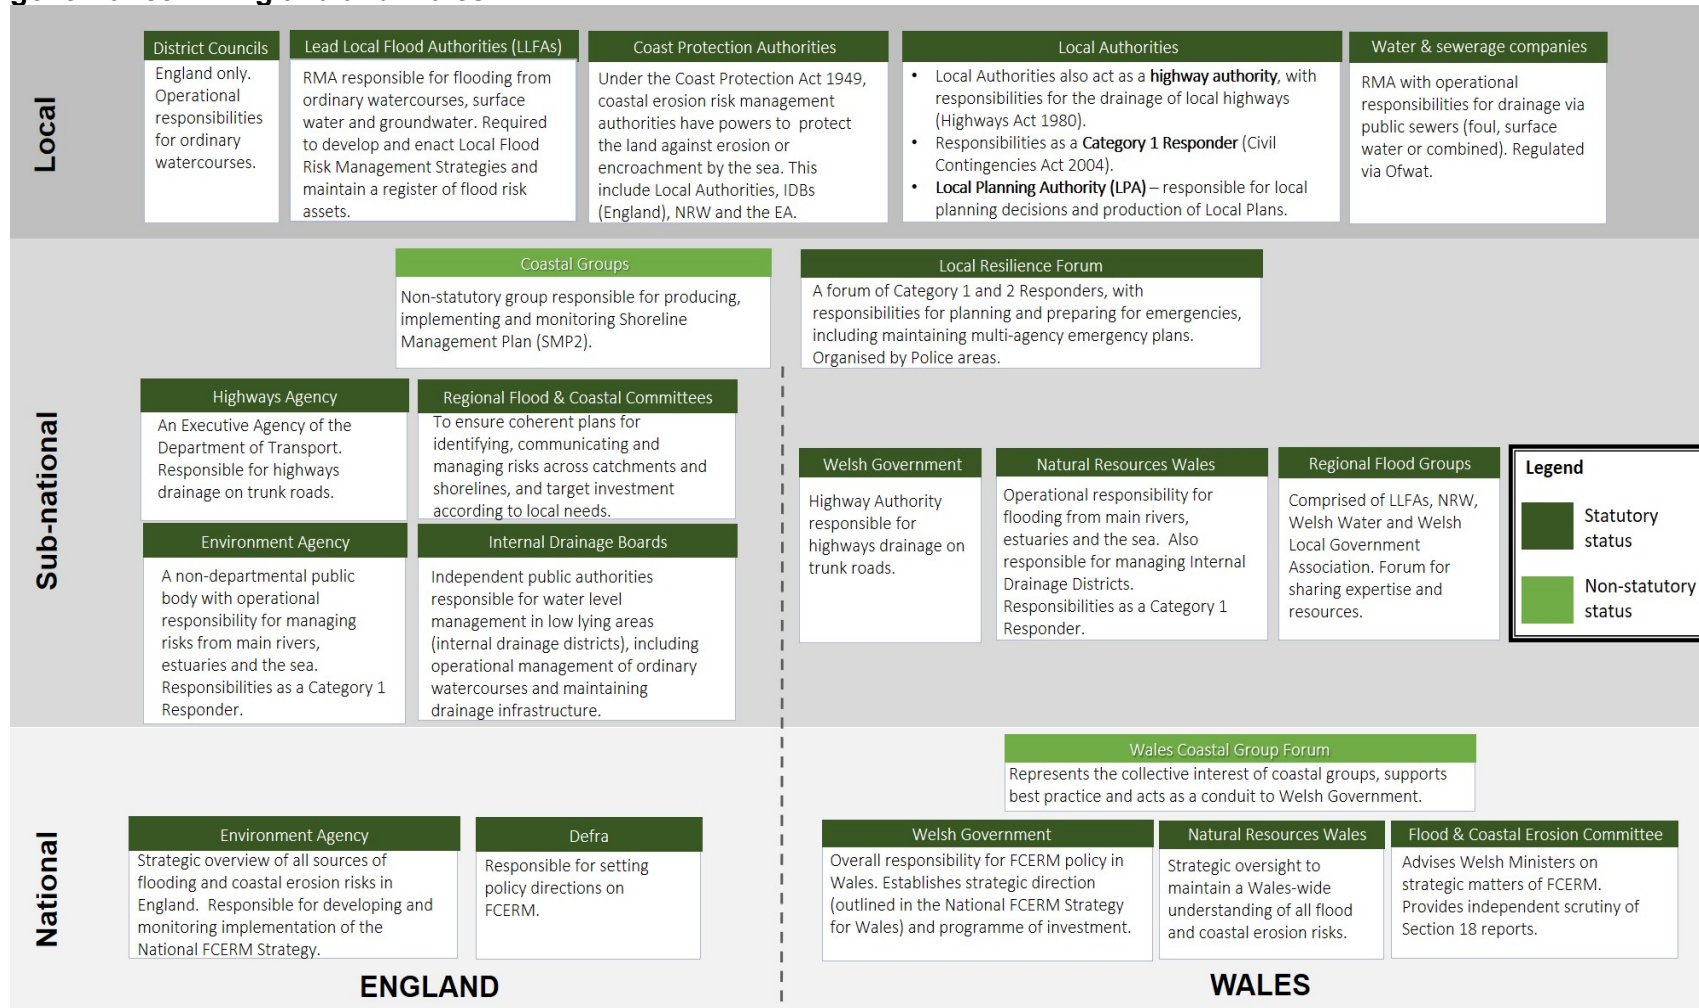 Local
District Councils
England only.
Operational
responsibilities
for ordinary
watercourses.
Lead Local Flood Authorities (LLFAs)
RMA responsible for flooding from
ordinary watercourses, surface
water and groundwater. Required
to develop and enact Local Flood
Risk Management Strategies and
maintain a register of flood risk
assets.
Coast Protection Authorities
Under the Coast Protection Act 1949,
coastal erosion risk management
authorities have powers to protect
the land against erosion or
encroachment by the sea. This
include Local Authorities, IDBs
(England), NRW and the EA.
Local Authorities
• Local Authorities also act as a highway authority, with
responsibilities for the drainage of local highways
(Highways Act 1980).
• Responsibilities as a Category 1 Responder (Civil
Contingencies Act 2004).
• Local Planning Authority (LPA) – responsible for local
planning decisions and production of Local Plans.
Water & sewerage companies
RMA with operational
responsibilities for drainage via
public sewers (foul, surface
water or combined). Regulated
via Ofwat.
Sub-national
Coastal Groups
Non-statutory group responsible for producing,
implementing and monitoring Shoreline
Management Plan (SMP2).
Local Resilience Forum
A forum of Category 1 and 2 Responders, with
responsibilities for planning and preparing for emergencies,
including maintaining multi-agency emergency plans.
Organised by Police areas.
Highways Agency
An Executive Agency of the
Department of Transport.
Responsible for highways
drainage on trunk roads.
Regional Flood & Coastal Committees
To ensure coherent plans for
identifying, communicating and
managing risks across catchments and
shorelines, and target investment
according to local needs.
Environment Agency
A non-departmental public
body with operational
responsibility for managing
risks from main rivers,
estuaries and the sea.
Responsibilities as a Category 1
Responder.
Internal Drainage Boards
Independent public authorities
responsible for water level
management in low lying areas
(internal drainage districts), including
operational management of ordinary
watercourses and maintaining
drainage infrastructure.
Welsh Government
Highway Authority
responsible for
highways drainage on
trunk roads.
Natural Resources Wales
Operational responsibility for
flooding from main rivers,
estuaries and the sea. Also
responsible for managing Internal
Drainage Districts.
Responsibilities as a Category 1
Responder.
Regional Flood Groups
Comprised of LLFAs, NRW,
Welsh Water and Welsh
Local Government
Association. Forum for
sharing expertise and
resources.
Legend
Statutory
status
Non-statutory
status
National
Wales Coastal Group Forum
Represents the collective interest of coastal groups, supports
best practice and acts as a conduit to Welsh Government.
Environment Agency
Strategic overview of all sources of
flooding and coastal erosion risks in
England. Responsible for developing and
monitoring implementation of the
National FCERM Strategy.
Defra
Responsible for setting
policy directions on
FCERM.
Welsh Government
Overall responsibility for FCERM policy in
Wales. Establishes strategic direction
(outlined in the National FCERM Strategy
for Wales) and programme of investment.
Natural Resources Wales
Strategic oversight to
maintain a Wales-wide
understanding of all flood
and coastal erosion risks.
Flood & Coastal Erosion Committee
Advises Welsh Ministers on
strategic matters of FCERM.
Provides independent scrutiny of
Section 18 reports.
ENGLAND
WALES